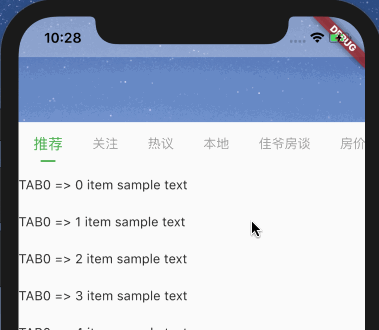 10:28
DEBUG
推荐 关注 热议 本地 佳爷房谈 房价
TAB0 => 0 item sample text
TAB0 => 1 item sample text
TAB0 => 2 item sample text
TAB0 => 3 item sample text